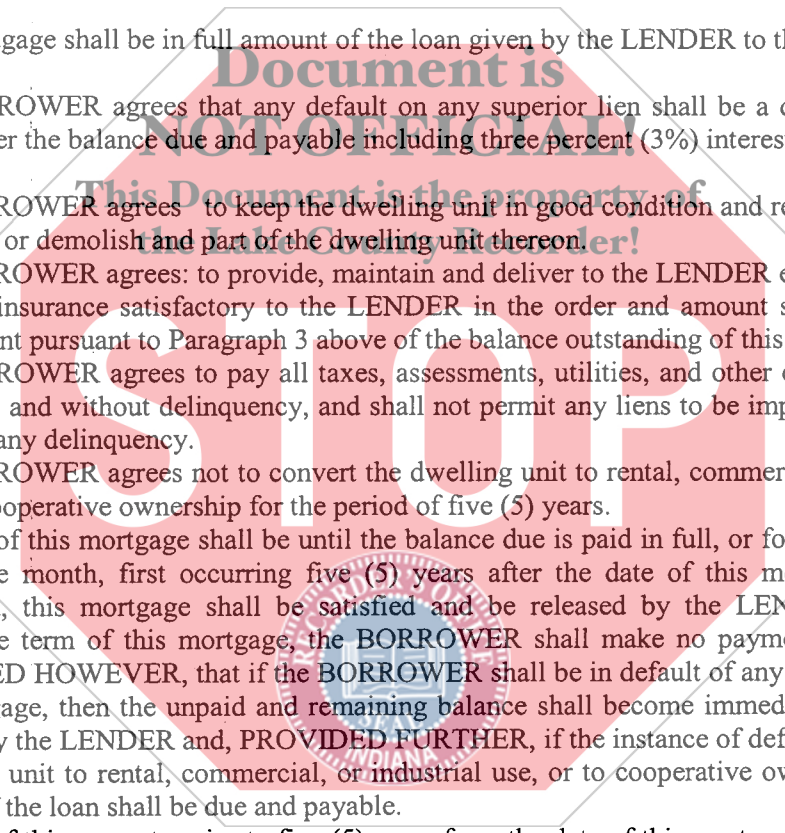 gage shall be in full amount of the loan given by the LENDER to th
Document is
ROWER agrees that any default on any superior lien shall be a d
NOT OFFICIAL!
er the balance due and payable including three percent (3%) interes
This Document is the property of
ROWER agrees to keep the dwelling unit in good condition and re
the Lake County Recorder!
or demolish and part of the dwelling unit thereon.
ROWER agrees: to provide, maintain and deliver to the LENDER e
insurance satisfactory to the LENDER in the order and amount s
nt pursuant to Paragraph 3 above of the balance outstanding of this
ROWER agrees to pay all taxes, assessments, utilities, and other
and without delinquency, and shall not permit any liens to be imp
any delinquency.
STOP
ROWER agrees not to convert the dwelling unit to rental, commer
operative ownership for the period of five (5) years.
of this mortgage shall be until the balance due is paid in full, or fo
e month, first occurring five (5) years after the date of this m
, this mortgage shall be satisfied and be released by the LEN
e term of this mortgage, the BORROWER shall make no payme
ED HOWEVER, that if the BORROWER shall be in default of any
gage, then the unpaid and remaining balance shall become immed
y the LENDER and, PROVIDED FURTHER, if the instance of def
unit to rental, commercial, or industrial use, or to cooperative ow
f the loan shall be due and payable.
RECORDER'S OFFICE
SEAL
INDIANA